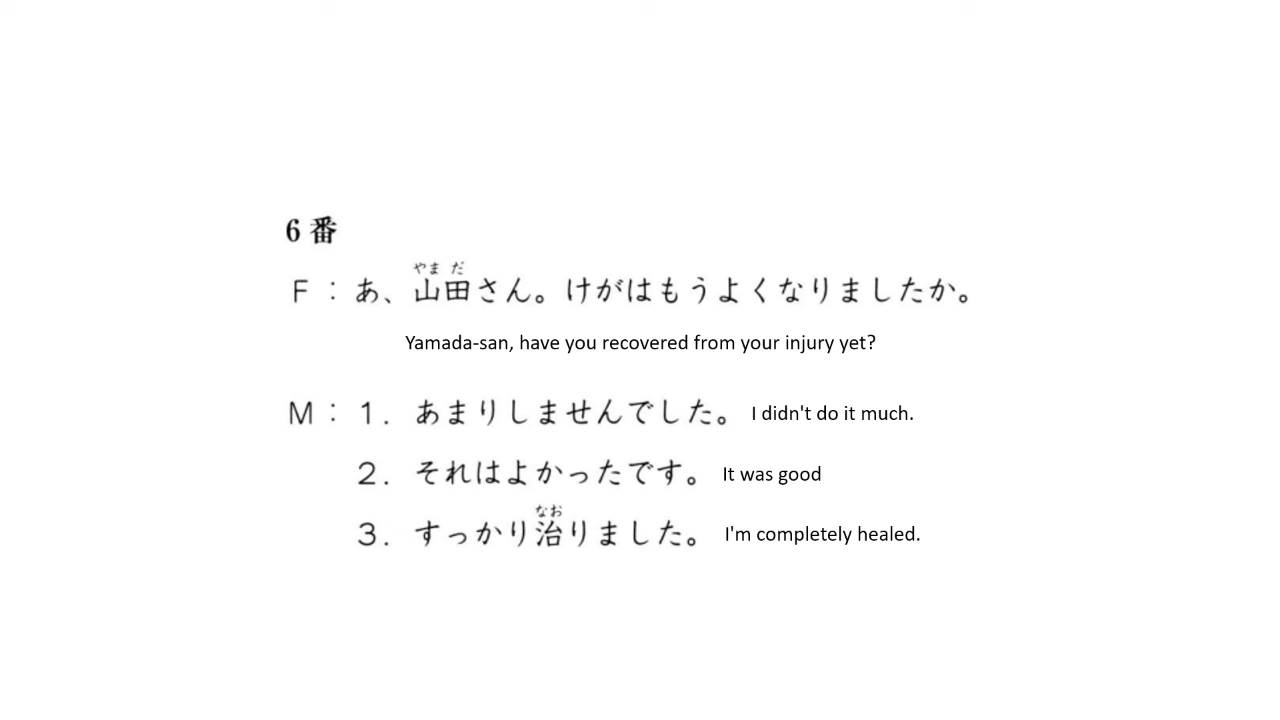 6番
F：あ、山田さん。けがはもうよくなりましたか。
Yamada-san, have you recovered from your injury yet?
M：1．あまりしませんでした。 I didn't do it much.
2．それはよかったです。 It was good
3．すっかり治りました。 I'm completely healed.